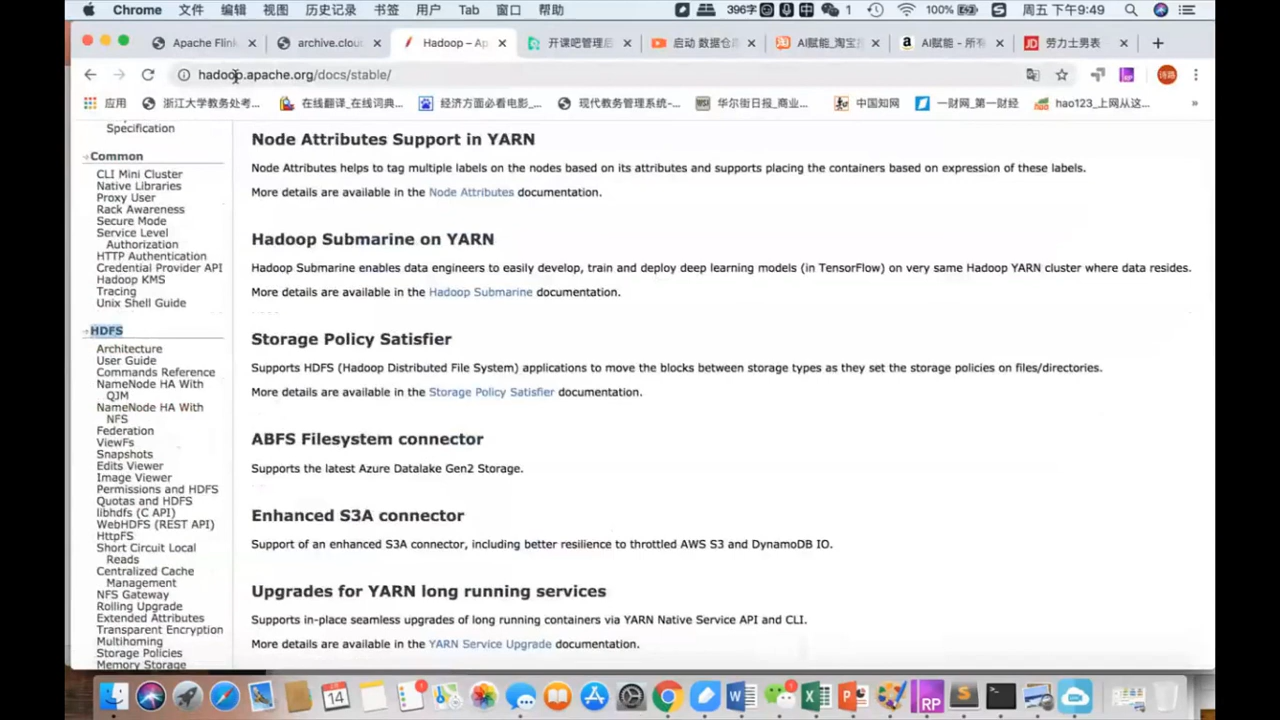 Chrome 文件 编辑 视图 历史记录 书签 用户 Tab 窗口 帮助 396字 1 100% 周五 下午9:49
Apache Flin archive.clou Hadoop – Ap 开课吧管理后 启动 数据仓 AI赋能_淘宝 AI赋能 - 所有 劳力士男表
hadoop.apache.org/docs/stable/
应用 浙江大学教务处考... 在线翻译_在线词典... 经济方面必看电影_... 现代教务管理系统-... 华尔街日报_商业... 中国知网 一财网_第一财经 hao123_上网从这... »
Specification
Common
CLI Mini Cluster
Native Libraries
Proxy User
Rack Awareness
Secure Mode
Service Level
Authorization
HTTP Authentication
Credential Provider API
Hadoop KMS
Tracing
Unix Shell Guide
HDFS
Architecture
User Guide
Commands Reference
NameNode HA With
QJM
NameNode HA With
NFS
Federation
ViewFs
Snapshots
Edits Viewer
Image Viewer
Permissions and HDFS
Quotas and HDFS
libhdfs (C API)
WebHDFS (REST API)
HttpFS
Short Circuit Local
Reads
Centralized Cache
Management
NFS Gateway
Rolling Upgrade
Extended Attributes
Transparent Encryption
Multihoming
Storage Policies
Memory Storage
Node Attributes Support in YARN
Node Attributes helps to tag multiple labels on the nodes based on its attributes and supports placing the containers based on expression of these labels.
More details are available in the Node Attributes documentation.
Hadoop Submarine on YARN
Hadoop Submarine enables data engineers to easily develop, train and deploy deep learning models (in TensorFlow) on very same Hadoop YARN cluster where data resides.
More details are available in the Hadoop Submarine documentation.
Storage Policy Satisfier
Supports HDFS (Hadoop Distributed File System) applications to move the blocks between storage types as they set the storage policies on files/directories.
More details are available in the Storage Policy Satisfier documentation.
ABFS Filesystem connector
Supports the latest Azure Datalake Gen2 Storage.
Enhanced S3A connector
Support of an enhanced S3A connector, including better resilience to throttled AWS S3 and DynamoDB IO.
Upgrades for YARN long running services
Supports in-place seamless upgrades of long running containers via YARN Native Service API and CLI.
More details are available in the YARN Service Upgrade documentation.
14 RP